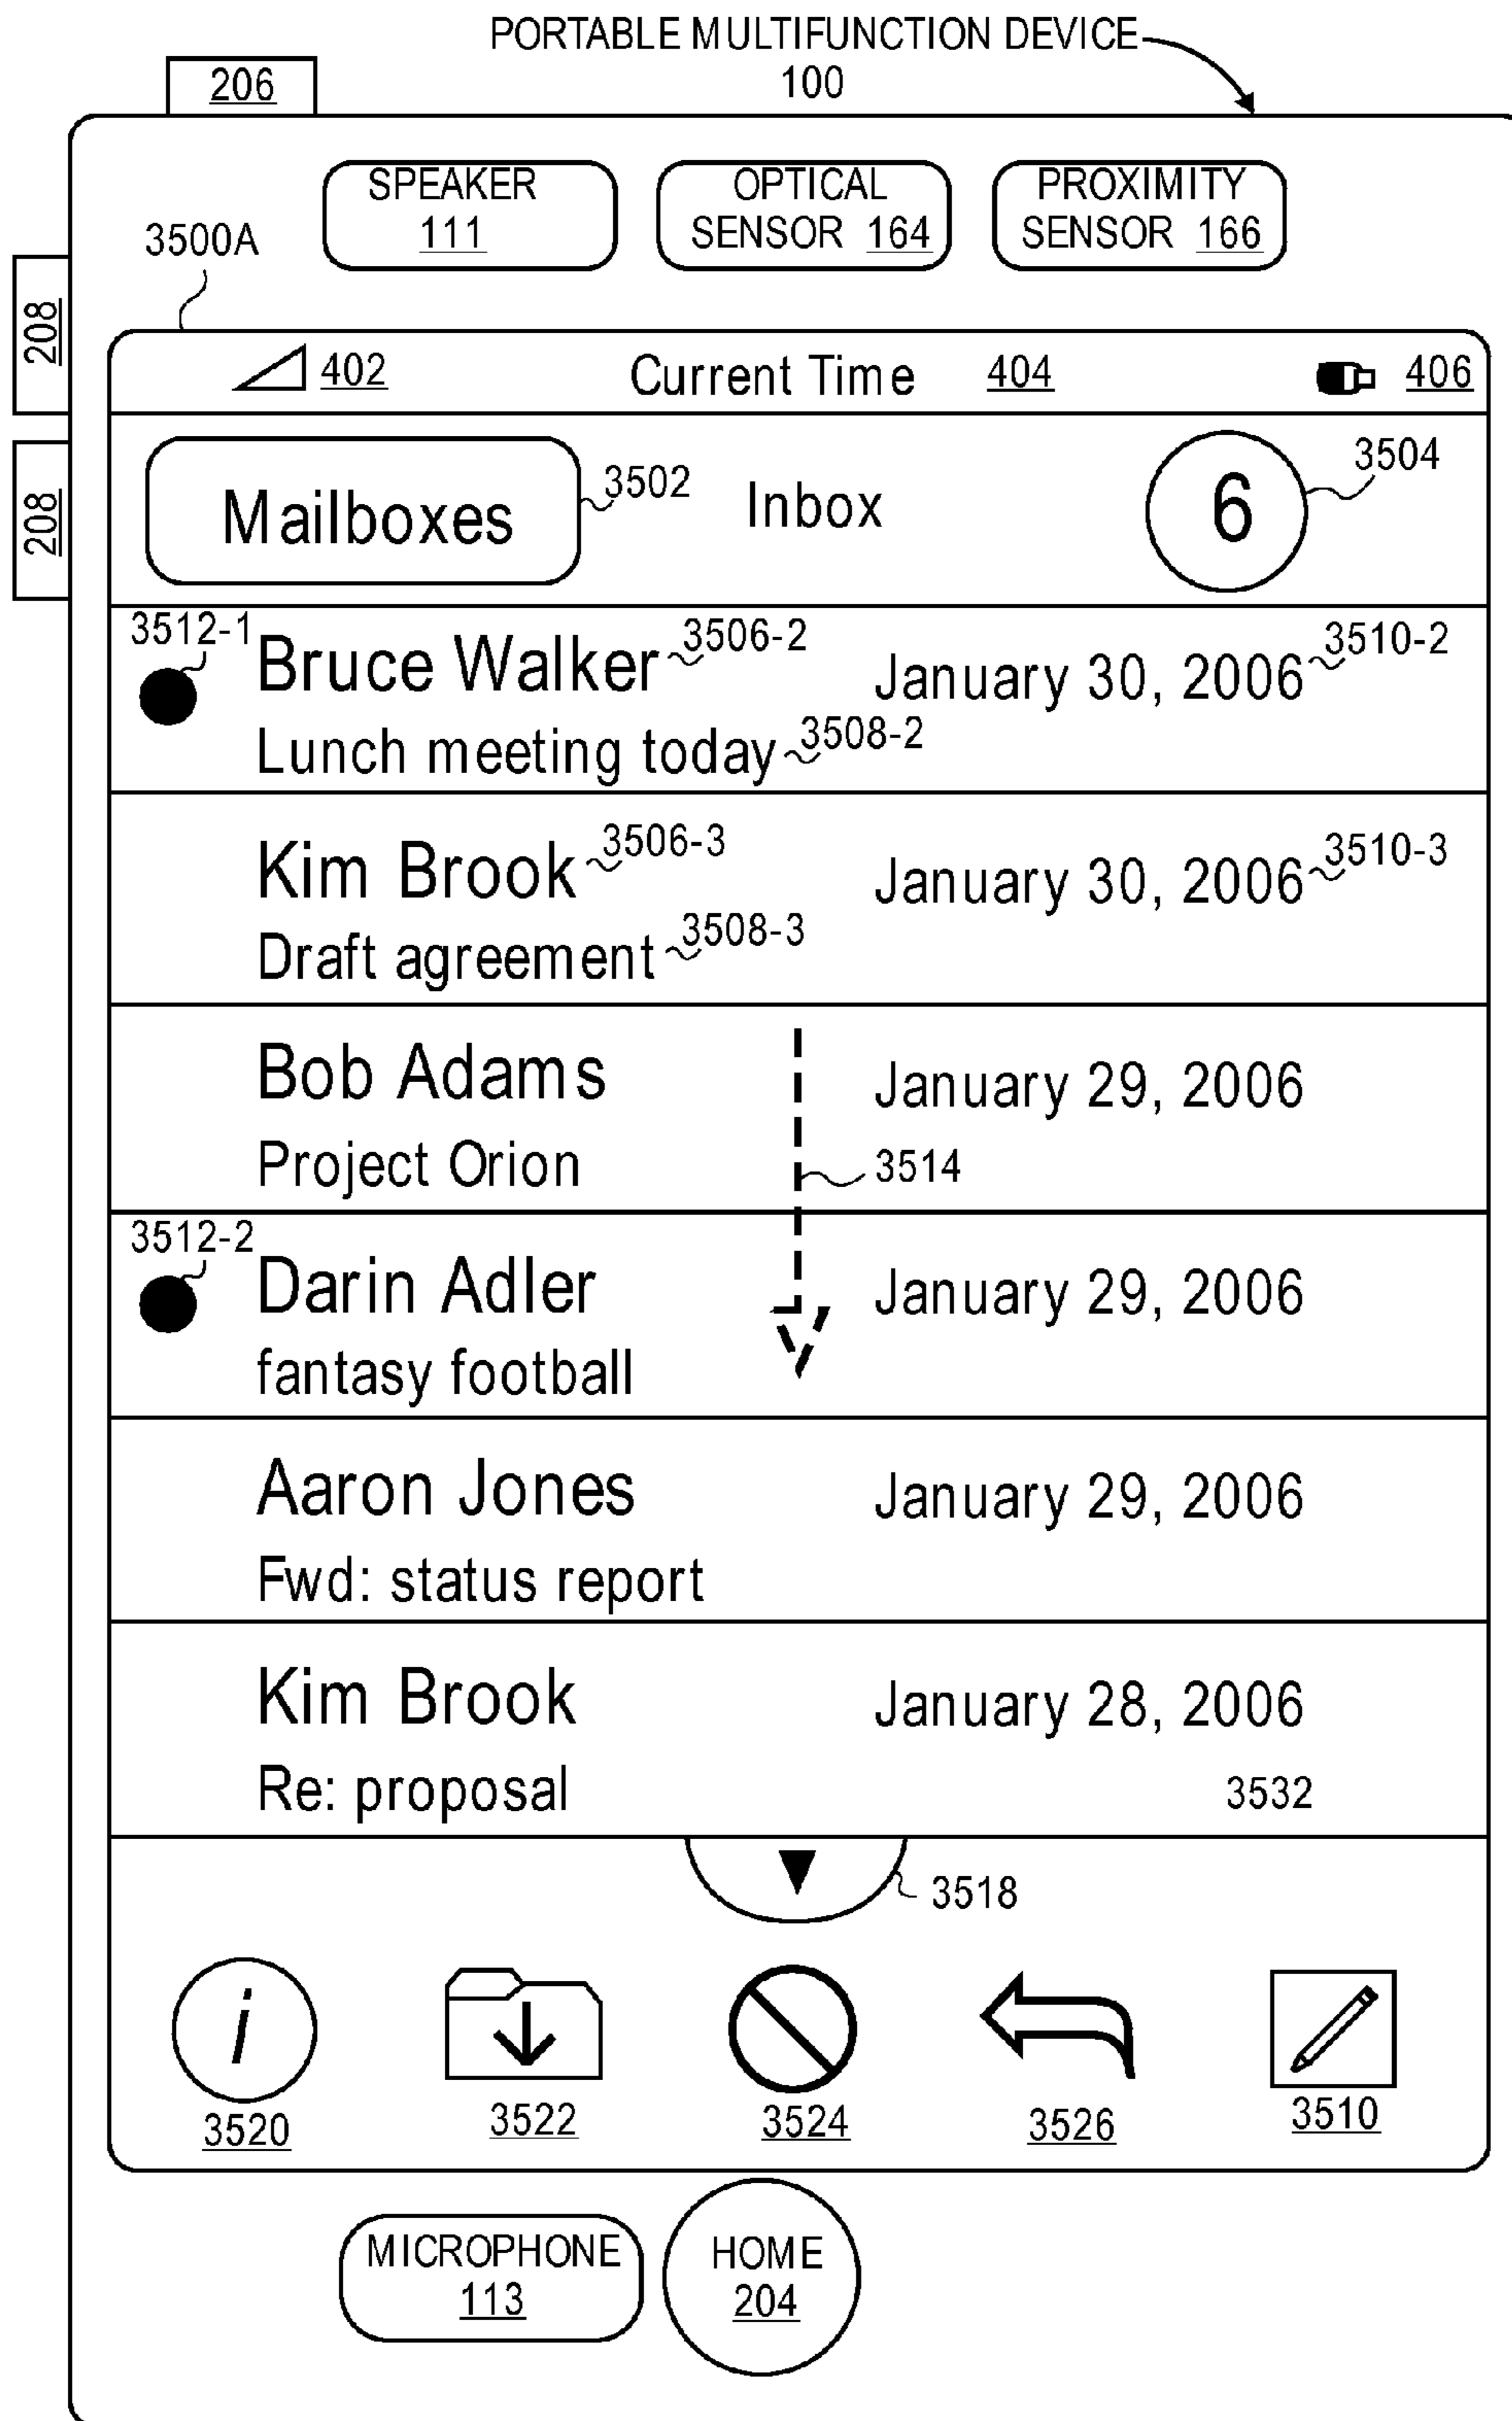 PORTABLE MULTIFUNCTION DEVICE
100
206
SPEAKER
111
OPTICAL
SENSOR 164
PROXIMITY
SENSOR 166
3500A
208
208
402 Current Time 404 406
Mailboxes 3502 Inbox 6 3504
3512-1 Bruce Walker 3506-2 January 30, 2006 3510-2
Lunch meeting today 3508-2
Kim Brook 3506-3 January 30, 2006 3510-3
Draft agreement 3508-3
Bob Adams January 29, 2006
Project Orion 3514
3512-2 Darin Adler January 29, 2006
fantasy football
Aaron Jones January 29, 2006
Fwd: status report
Kim Brook January 28, 2006
Re: proposal 3532
3518
i
3520 3522 3524 3526 3510
MICROPHONE
113
HOME
204